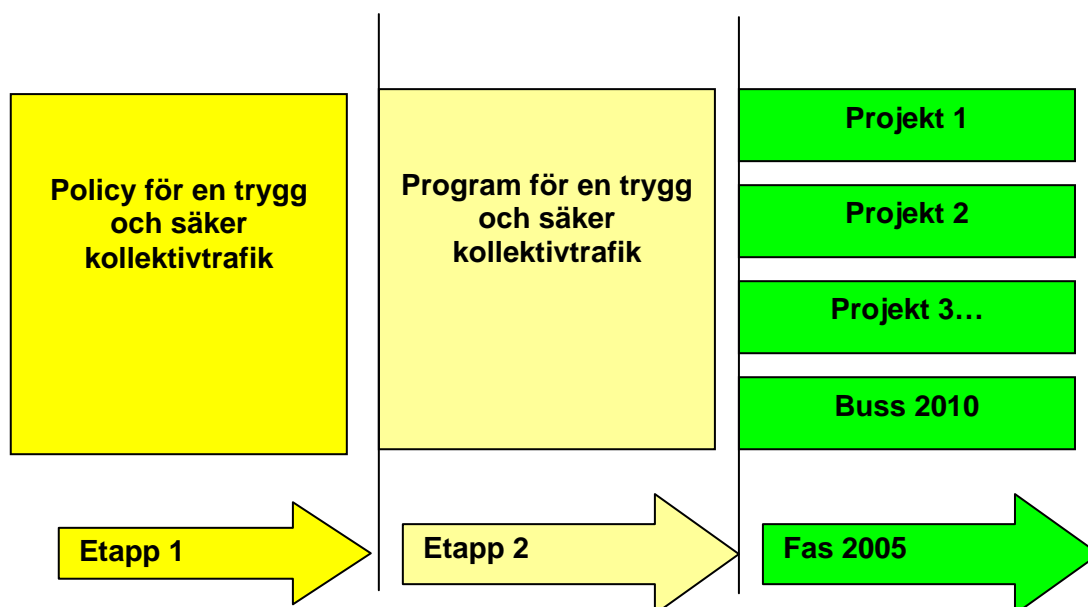 Policy för en trygg
och säker
kollektivtrafik
Program för en trygg
och säker
kollektivtrafik
Projekt 1
Projekt 2
Projekt 3…
Buss 2010
Etapp 1
Etapp 2
Fas 2005